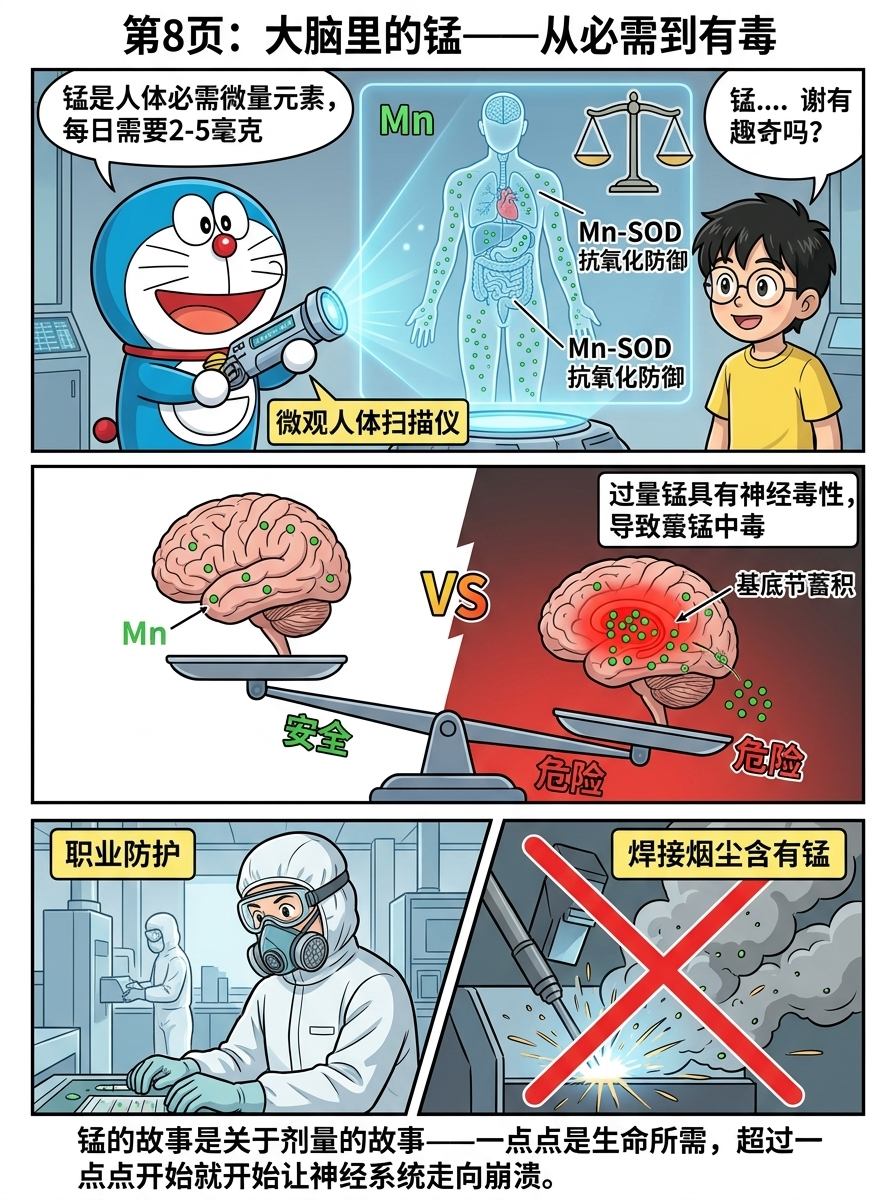 第8页：大脑里的锰——从必需到有毒
锰是人体必需微量元素，
每日需要2-5毫克
Mn
锰.... 谢有
趣奇吗？
Mn-SOD
抗氧化防御
Mn-SOD
抗氧化防御
微观人体扫描仪
过量锰具有神经毒性，
导致锰中毒
VS
基底节蓄积
Mn
安全
危险
危险
职业防护
焊接烟尘含有锰
锰的故事是关于剂量的故事——一点点是生命所需，超过一
点点开始就开始让神经系统走向崩溃。